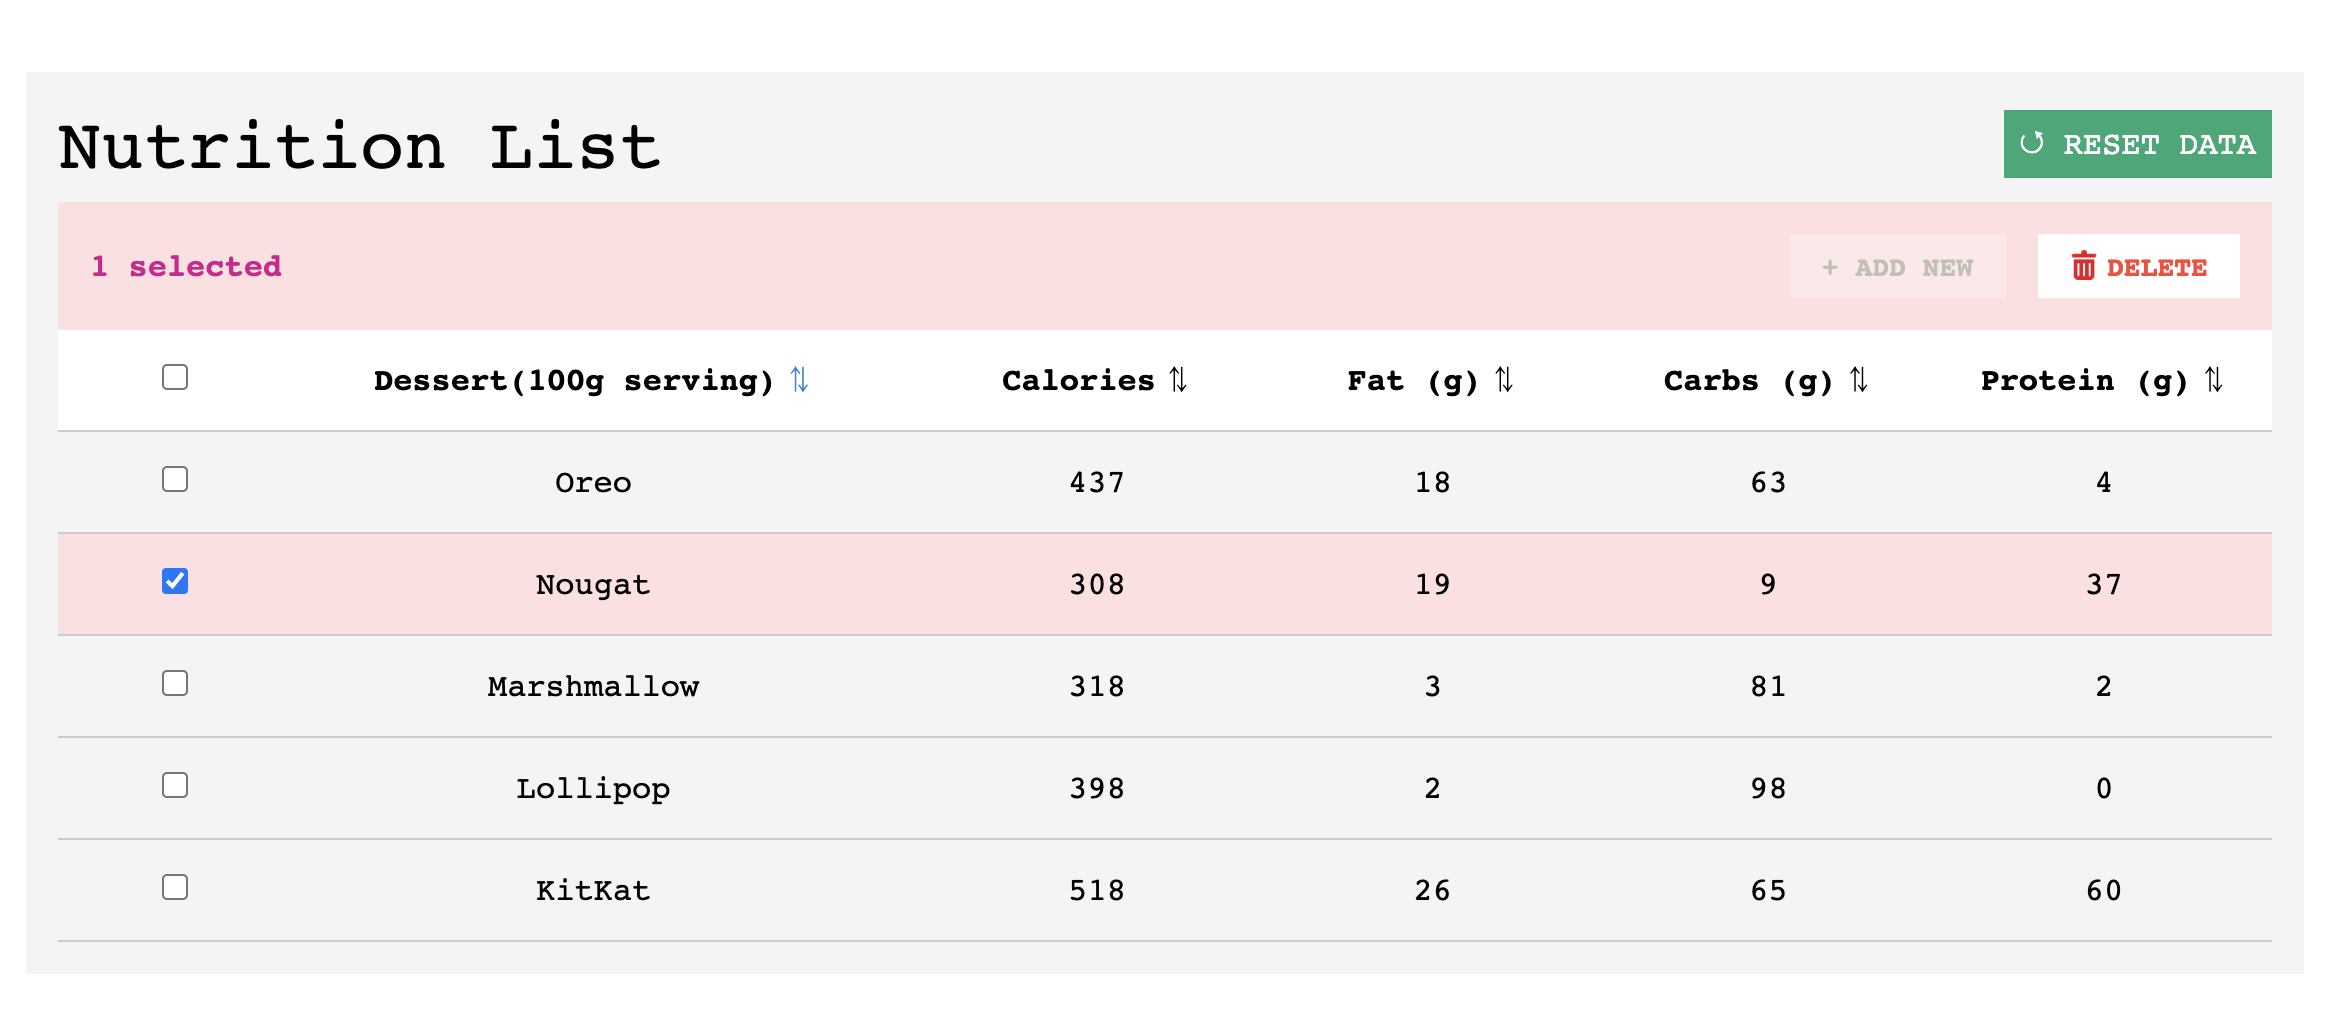 Nutrition List
RESET DATA
1 selected
+ ADD NEW
DELETE
Dessert(100g serving) ⇅ Calories ⇅ Fat (g) ⇅ Carbs (g) ⇅ Protein (g) ⇅
Oreo 437 18 63 4
Nougat 308 19 9 37
Marshmallow 318 3 81 2
Lollipop 398 2 98 0
KitKat 518 26 65 60